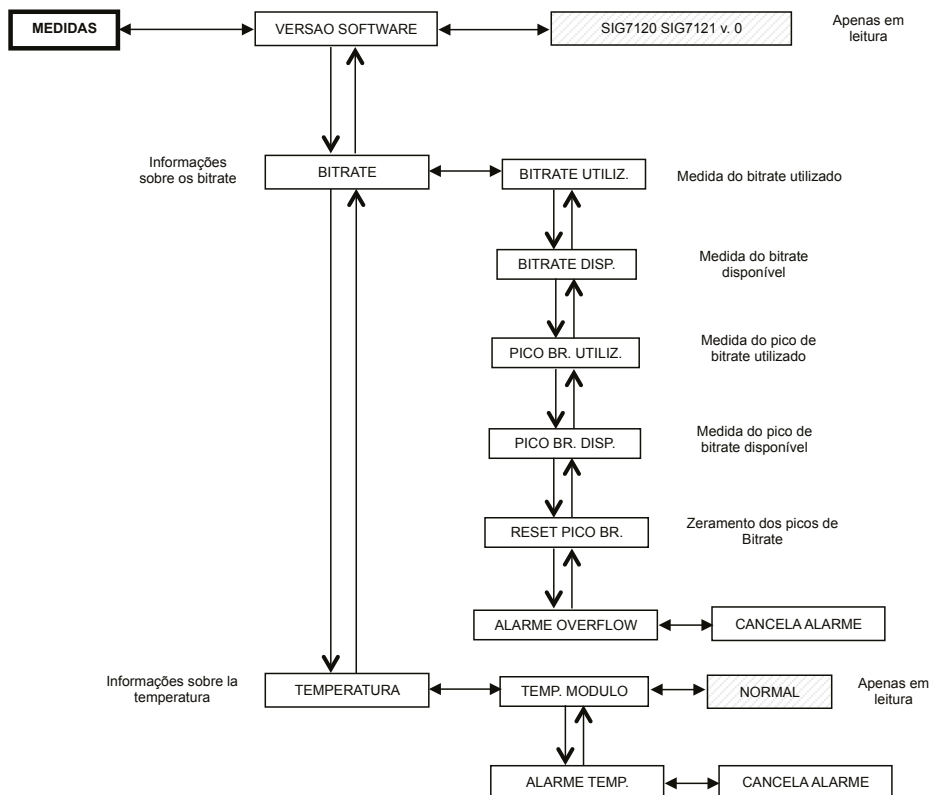 MEDIDAS
VERSAO SOFTWARE
SIG7120 SIG7121 v. 0
Apenas em
leitura
Informações
sobre os bitrate
BITRATE
BITRATE UTILIZ.
Medida do bitrate utilizado
BITRATE DISP.
Medida do bitrate
disponível
PICO BR. UTILIZ.
Medida do pico de
bitrate utilizado
PICO BR. DISP.
Medida do pico de
bitrate disponível
RESET PICO BR.
Zeramento dos picos de
Bitrate
ALARME OVERFLOW
CANCELA ALARME
Informações sobre la
temperatura
TEMPERATURA
TEMP. MODULO
NORMAL
Apenas em
leitura
ALARME TEMP.
CANCELA ALARME